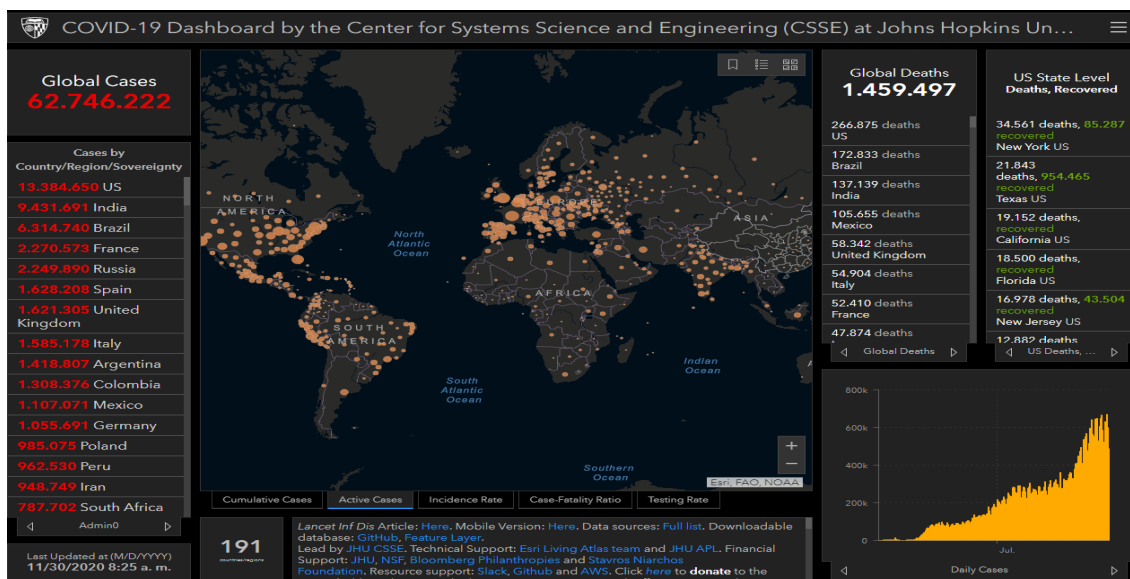 COVID-19 Dashboard by the Center for Systems Science and Engineering (CSSE) at Johns Hopkins Un...
Global Cases
62.746.222
Cases by
Country/Region/Sovereignty
13.384.650 US
9.431.691 India
6.314.740 Brazil
2.270.573 France
2.249.890 Russia
1.628.208 Spain
1.621.305 United
Kingdom
1.585.178 Italy
1.418.807 Argentina
1.308.376 Colombia
1.107.071 Mexico
1.055.691 Germany
985.075 Poland
962.530 Peru
948.749 Iran
787.702 South Africa
Admin0
Last Updated at (M/D/YYYY)
11/30/2020 8:25 a. m.
NORTH
AMERICA
EUROPE
ASIA
North
Atlantic
Ocean
AFRICA
SOUTH
AMERICA
Indian
Ocean
South
Atlantic
Ocean
Southern
Ocean
A
+
−
Esri, FAO, NOAA
Cumulative Cases
Active Cases
Incidence Rate
Case-Fatality Ratio
Testing Rate
191
countries/regions
Lancet Inf Dis Article: Here. Mobile Version: Here. Data sources: Full list. Downloadable
database: GitHub, Feature Layer.
Lead by JHU CSSE. Technical Support: Esri Living Atlas team and JHU APL. Financial
Support: JHU, NSF, Bloomberg Philanthropies and Stavros Niarchos
Foundation. Resource support: Slack, Github and AWS. Click here to donate to the
Global Deaths
1.459.497
266.875 deaths
US
172.833 deaths
Brazil
137.139 deaths
India
105.655 deaths
Mexico
58.342 deaths
United Kingdom
54.904 deaths
Italy
52.410 deaths
France
47.874 deaths
Global Deaths
US State Level
Deaths, Recovered
34.561 deaths, 85.287
recovered
New York US
21.843
deaths, 954.465
recovered
Texas US
19.152 deaths,
recovered
California US
18.500 deaths,
recovered
Florida US
16.978 deaths, 43.504
recovered
New Jersey US
12.882 deaths
US Deaths, ...
800k
600k
400k
200k
0
Jul.
Daily Cases